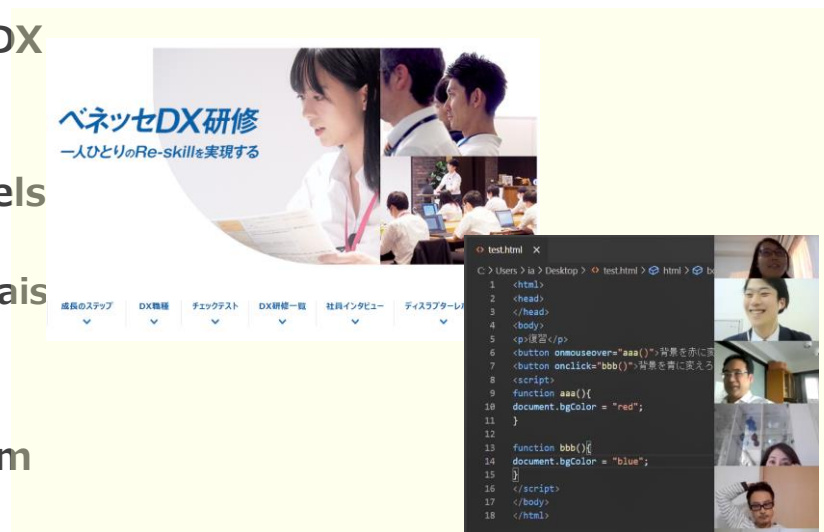 DX
ベネッセDX研修
一人ひとりのRe-skillを実現する
els
ais
成長のステップ DX職種 チェックテスト DX研修一覧 社員インタビュー ディスラプターレ
m
test.html ×
C: > Users > ia > Desktop > test.html > html > bo
1 <html>
2 <head>
3 </head>
4 <body>
5 <p>復習</p>
6 <button onmouseover="aaa()">背景を赤に変
7 <button onclick="bbb()">背景を青に変えろ
8 <script>
9 function aaa(){
10 document.bgColor = "red";
11 }
12
13 function bbb(){
14 document.bgColor = "blue";
15 }
16 </script>
17 </body>
18 </html>